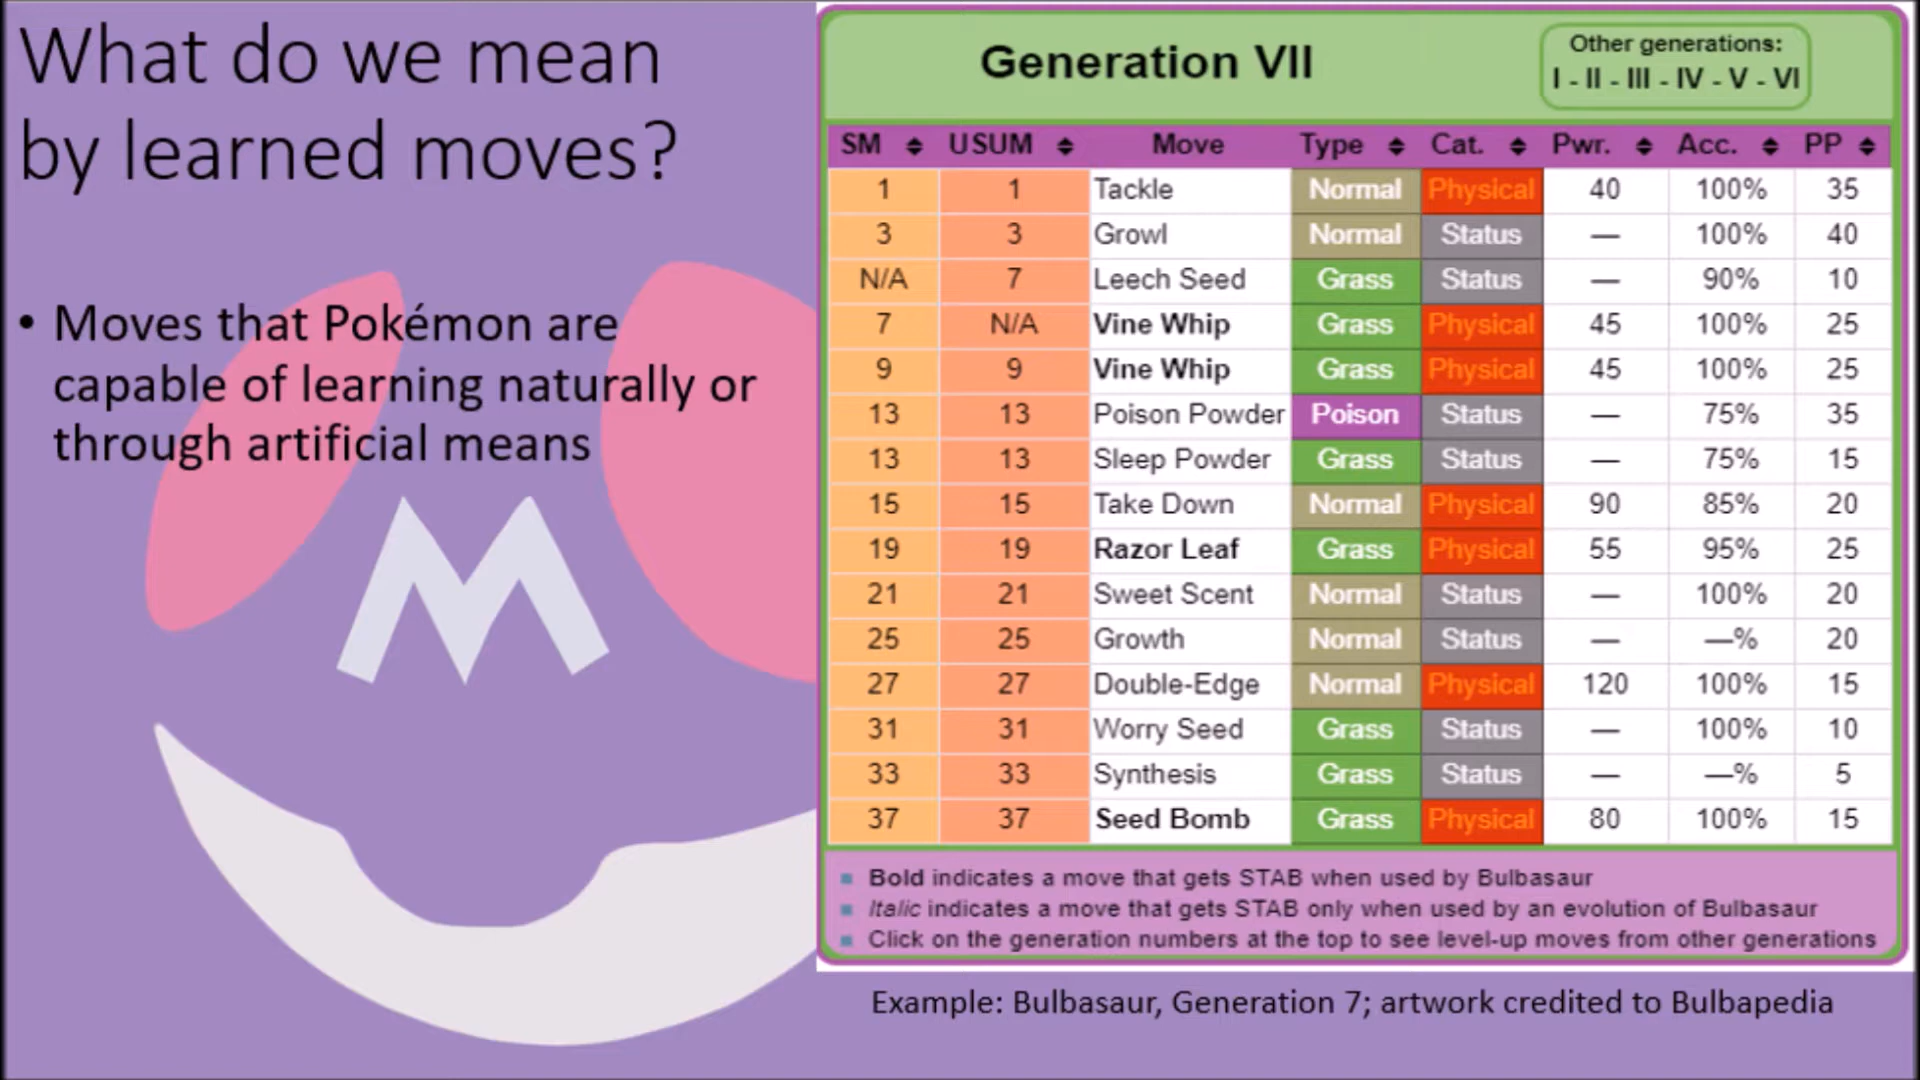 What do we mean
by learned moves?
• Moves that Pokémon are
capable of learning naturally or
through artificial means
M
Generation VII
Other generations:
I - II - III - IV - V - VI
SM USUM Move Type Cat. Pwr. Acc. PP
1 1 Tackle Normal Physical 40 100% 35
3 3 Growl Normal Status — 100% 40
N/A 7 Leech Seed Grass Status — 90% 10
7 N/A Vine Whip Grass Physical 45 100% 25
9 9 Vine Whip Grass Physical 45 100% 25
13 13 Poison Powder Poison Status — 75% 35
13 13 Sleep Powder Grass Status — 75% 15
15 15 Take Down Normal Physical 90 85% 20
19 19 Razor Leaf Grass Physical 55 95% 25
21 21 Sweet Scent Normal Status — 100% 20
25 25 Growth Normal Status — —% 20
27 27 Double-Edge Normal Physical 120 100% 15
31 31 Worry Seed Grass Status — 100% 10
33 33 Synthesis Grass Status — —% 5
37 37 Seed Bomb Grass Physical 80 100% 15
Bold indicates a move that gets STAB when used by Bulbasaur
Italic indicates a move that gets STAB only when used by an evolution of Bulbasaur
Click on the generation numbers at the top to see level-up moves from other generations
Example: Bulbasaur, Generation 7; artwork credited to Bulbapedia